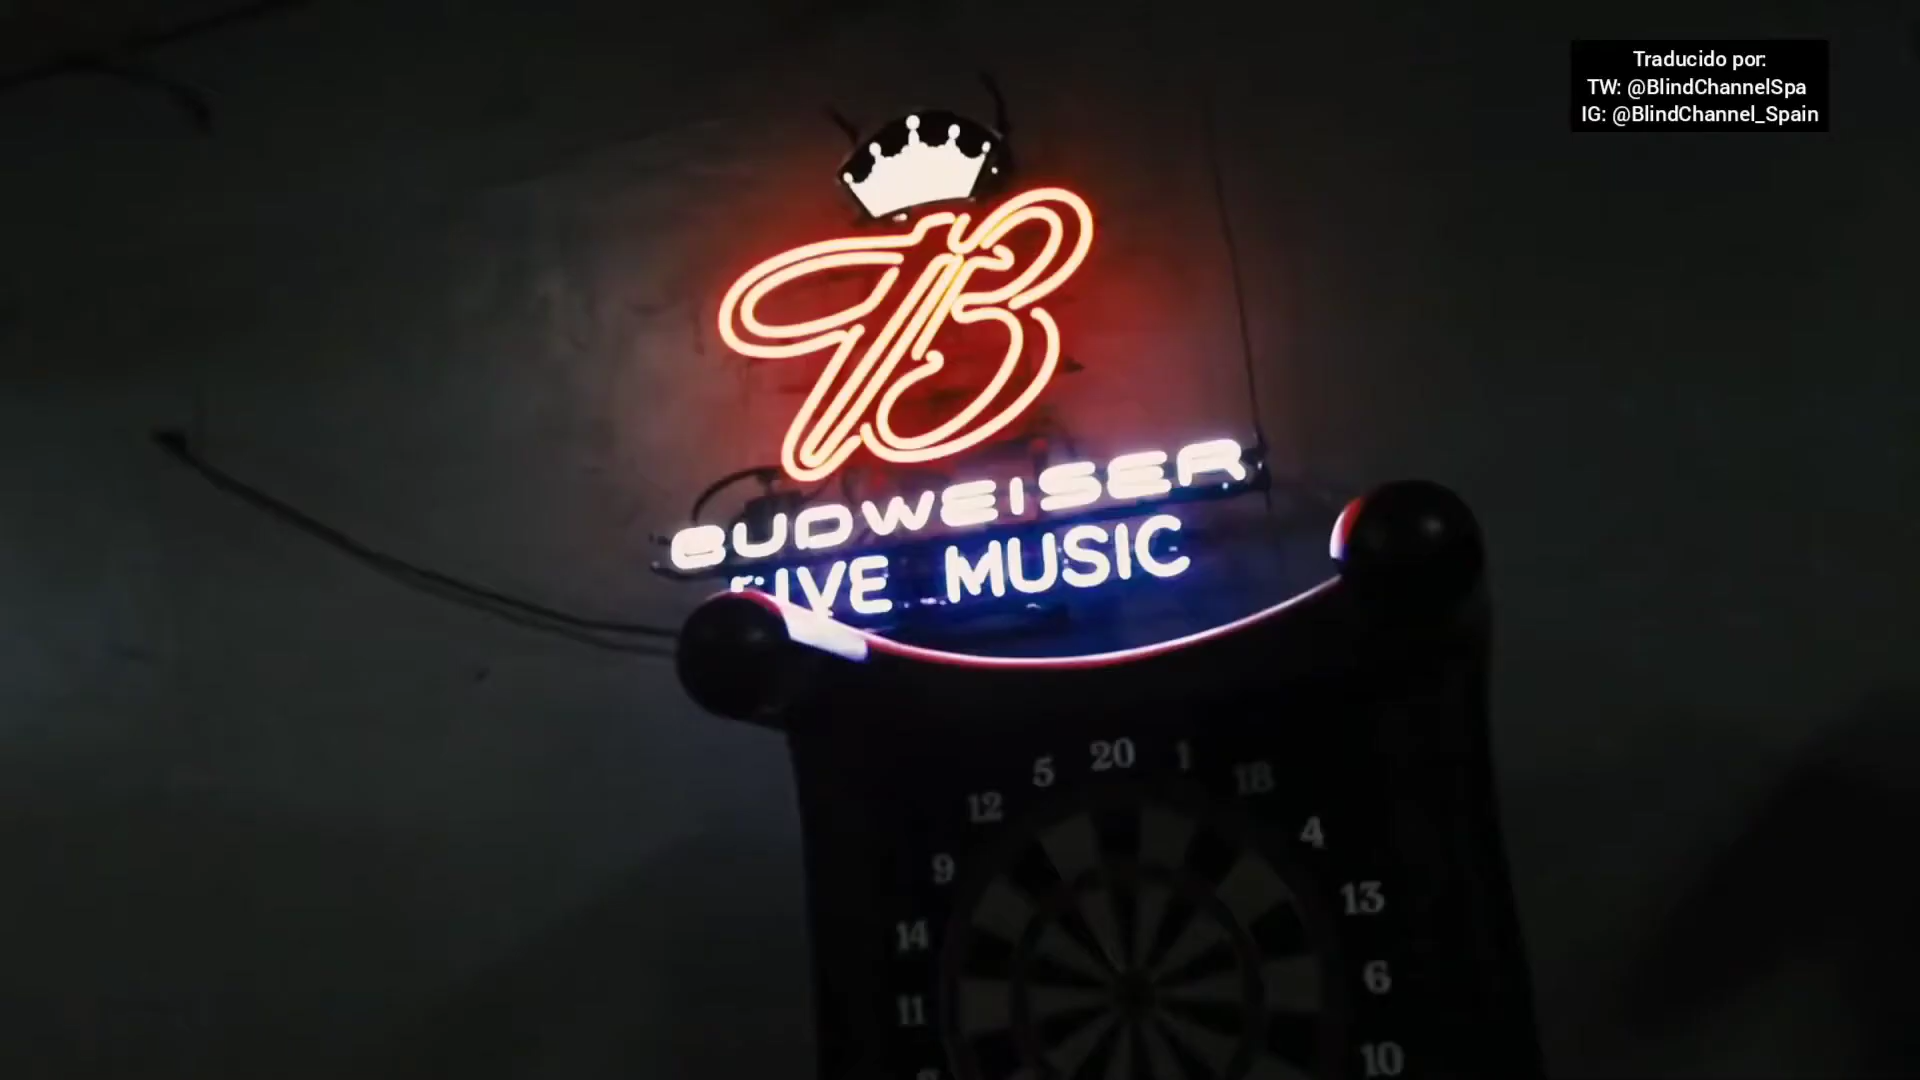 Traducido por:
TW: @BlindChannelSpa
IG: @BlindChannel_Spain
B
BUDWEISER
LIVE MUSIC
5 20 1 18
12 4
9 13
14 6
11 10